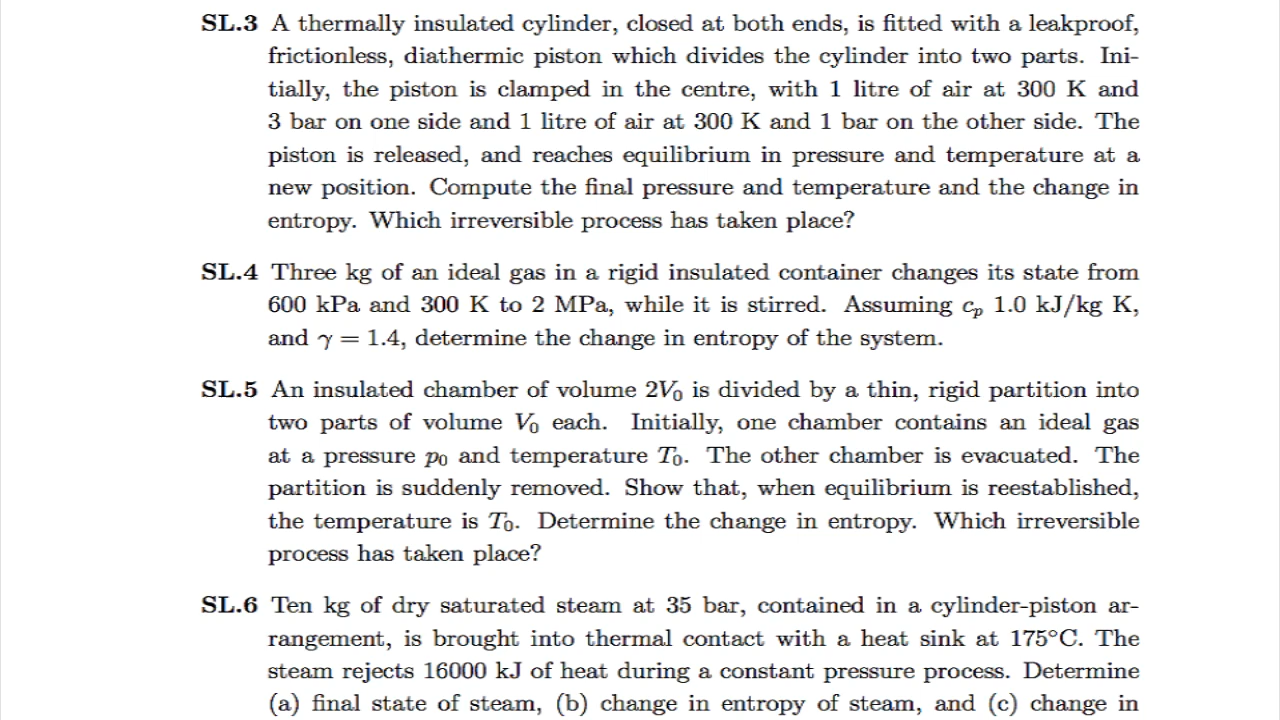 SL.3 A thermally insulated cylinder, closed at both ends, is fitted with a leakproof,
frictionless, diathermic piston which divides the cylinder into two parts. Ini-
tially, the piston is clamped in the centre, with 1 litre of air at 300 K and
3 bar on one side and 1 litre of air at 300 K and 1 bar on the other side. The
piston is released, and reaches equilibrium in pressure and temperature at a
new position. Compute the final pressure and temperature and the change in
entropy. Which irreversible process has taken place?
SL.4 Three kg of an ideal gas in a rigid insulated container changes its state from
600 kPa and 300 K to 2 MPa, while it is stirred. Assuming cₚ 1.0 kJ/kg K,
and γ = 1.4, determine the change in entropy of the system.
SL.5 An insulated chamber of volume 2V₀ is divided by a thin, rigid partition into
two parts of volume V₀ each. Initially, one chamber contains an ideal gas
at a pressure p₀ and temperature T₀. The other chamber is evacuated. The
partition is suddenly removed. Show that, when equilibrium is reestablished,
the temperature is T₀. Determine the change in entropy. Which irreversible
process has taken place?
SL.6 Ten kg of dry saturated steam at 35 bar, contained in a cylinder-piston ar-
rangement, is brought into thermal contact with a heat sink at 175°C. The
steam rejects 16000 kJ of heat during a constant pressure process. Determine
(a) final state of steam, (b) change in entropy of steam, and (c) change in